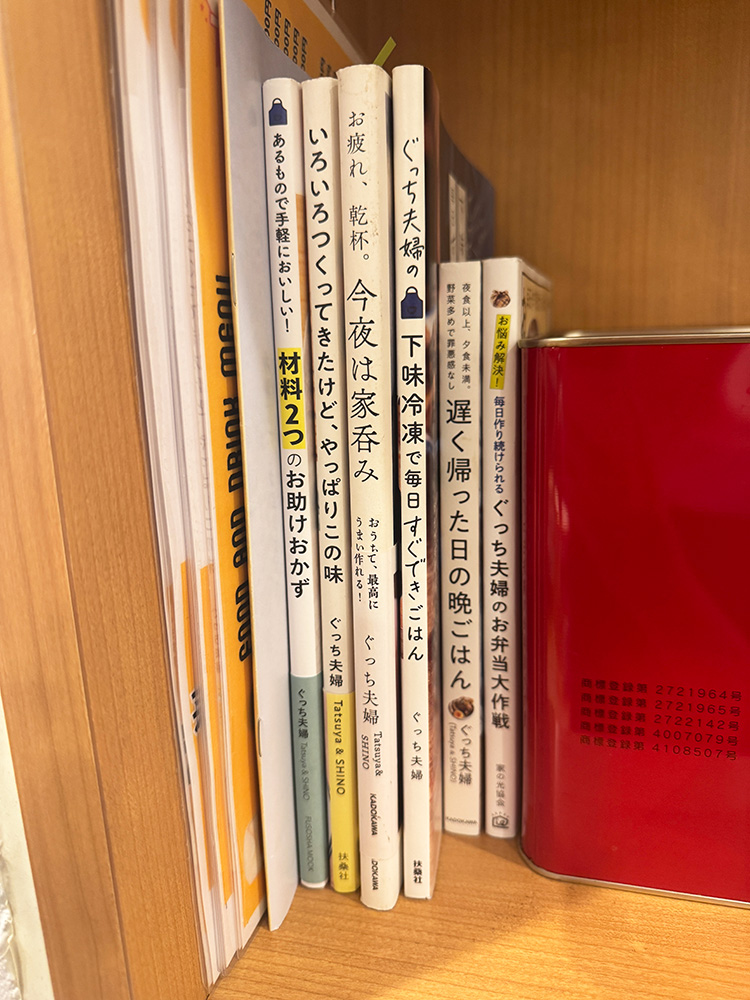 FOOD AND DRINK
あるもので手軽においしい!
材料2つのお助けおかず
ぐっち夫婦
Tatsuya & SHINO
FUSOSHA MOOK
いろいろつくってきたけど、やっぱりこの味
ぐっち夫婦
Tatsuya & SHINO
扶桑社
お疲れ、乾杯。
今夜は家呑み
おうちで、最高に
うまい作れる!
ぐっち夫婦
Tatsuya&
SHINO
KADOKAWA
KADOKAWA
ぐっち夫婦の
下味冷凍で毎日すぐできごはん
ぐっち夫婦
扶桑社
夜食以上、夕食未満。
野菜多めで罪悪感なし
遅く帰った日の晩ごはん
ぐっち夫婦
(Tatsuya & SHINO)
KADOKAWA
お悩み解決!
毎日作り続けられる
ぐっち夫婦のお弁当大作戦
家の光協会
商標登録第 2721964号
商標登録第 2721965号
商標登録第 2722142号
商標登録第 4007079号
商標登録第 4108507号